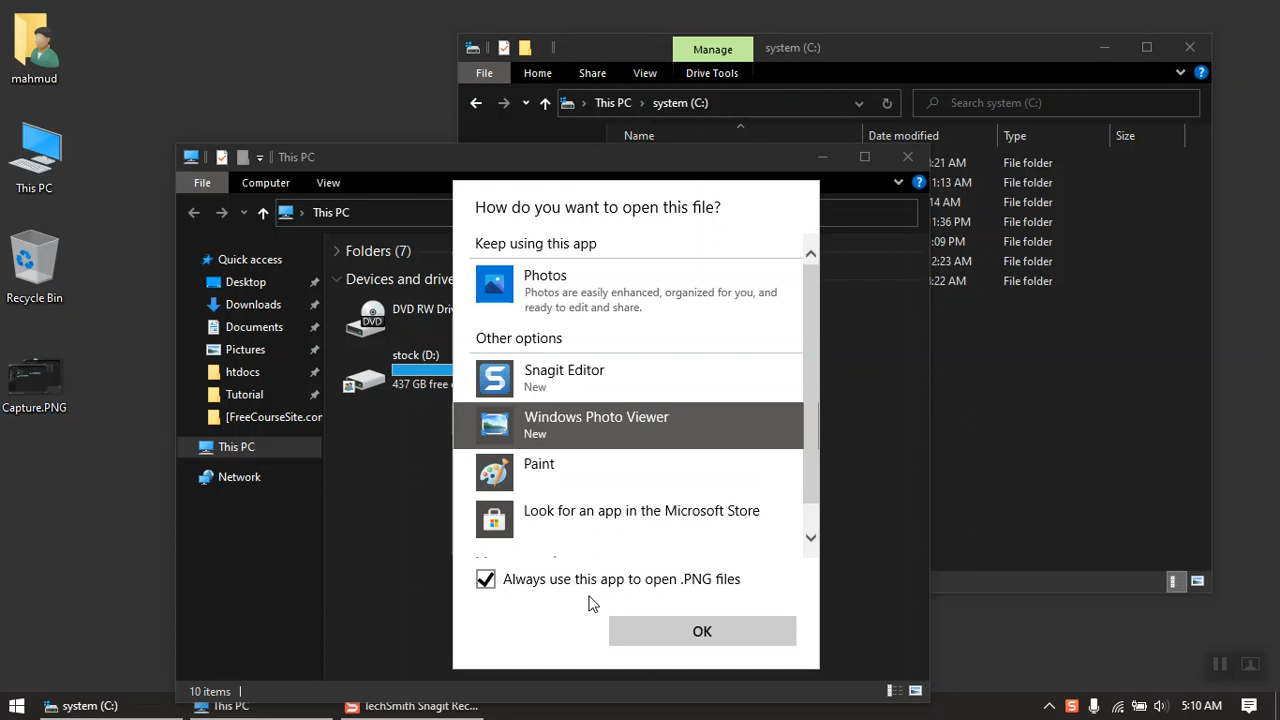 mahmud
This PC
Recycle Bin
Capture.PNG
Manage
system (C:)
File
Home
Share
View
Drive Tools
This PC
system (C:)
Search system (C:)
Name
Date modified
Type
Size
:21 AM
File folder
1:13 AM
File folder
14 AM
File folder
1:36 PM
File folder
:09 PM
File folder
2:23 AM
File folder
:22 AM
File folder
This PC
File
Computer
View
This PC
Quick access
Desktop
Downloads
Documents
Pictures
htdocs
Tutorial
[FreeCourseSite.con
This PC
Network
Folders (7)
Devices and drive
DVD RW Driv
DVD
stock (D:)
437 GB free
10 items
How do you want to open this file?
Keep using this app
Photos
Photos are easily enhanced, organized for you, and
ready to edit and share.
Other options
Snagit Editor
New
Windows Photo Viewer
New
Paint
Look for an app in the Microsoft Store
Always use this app to open .PNG files
OK
system (C:)
This PC
TechSmith Snagit Rec...
5:10 AM